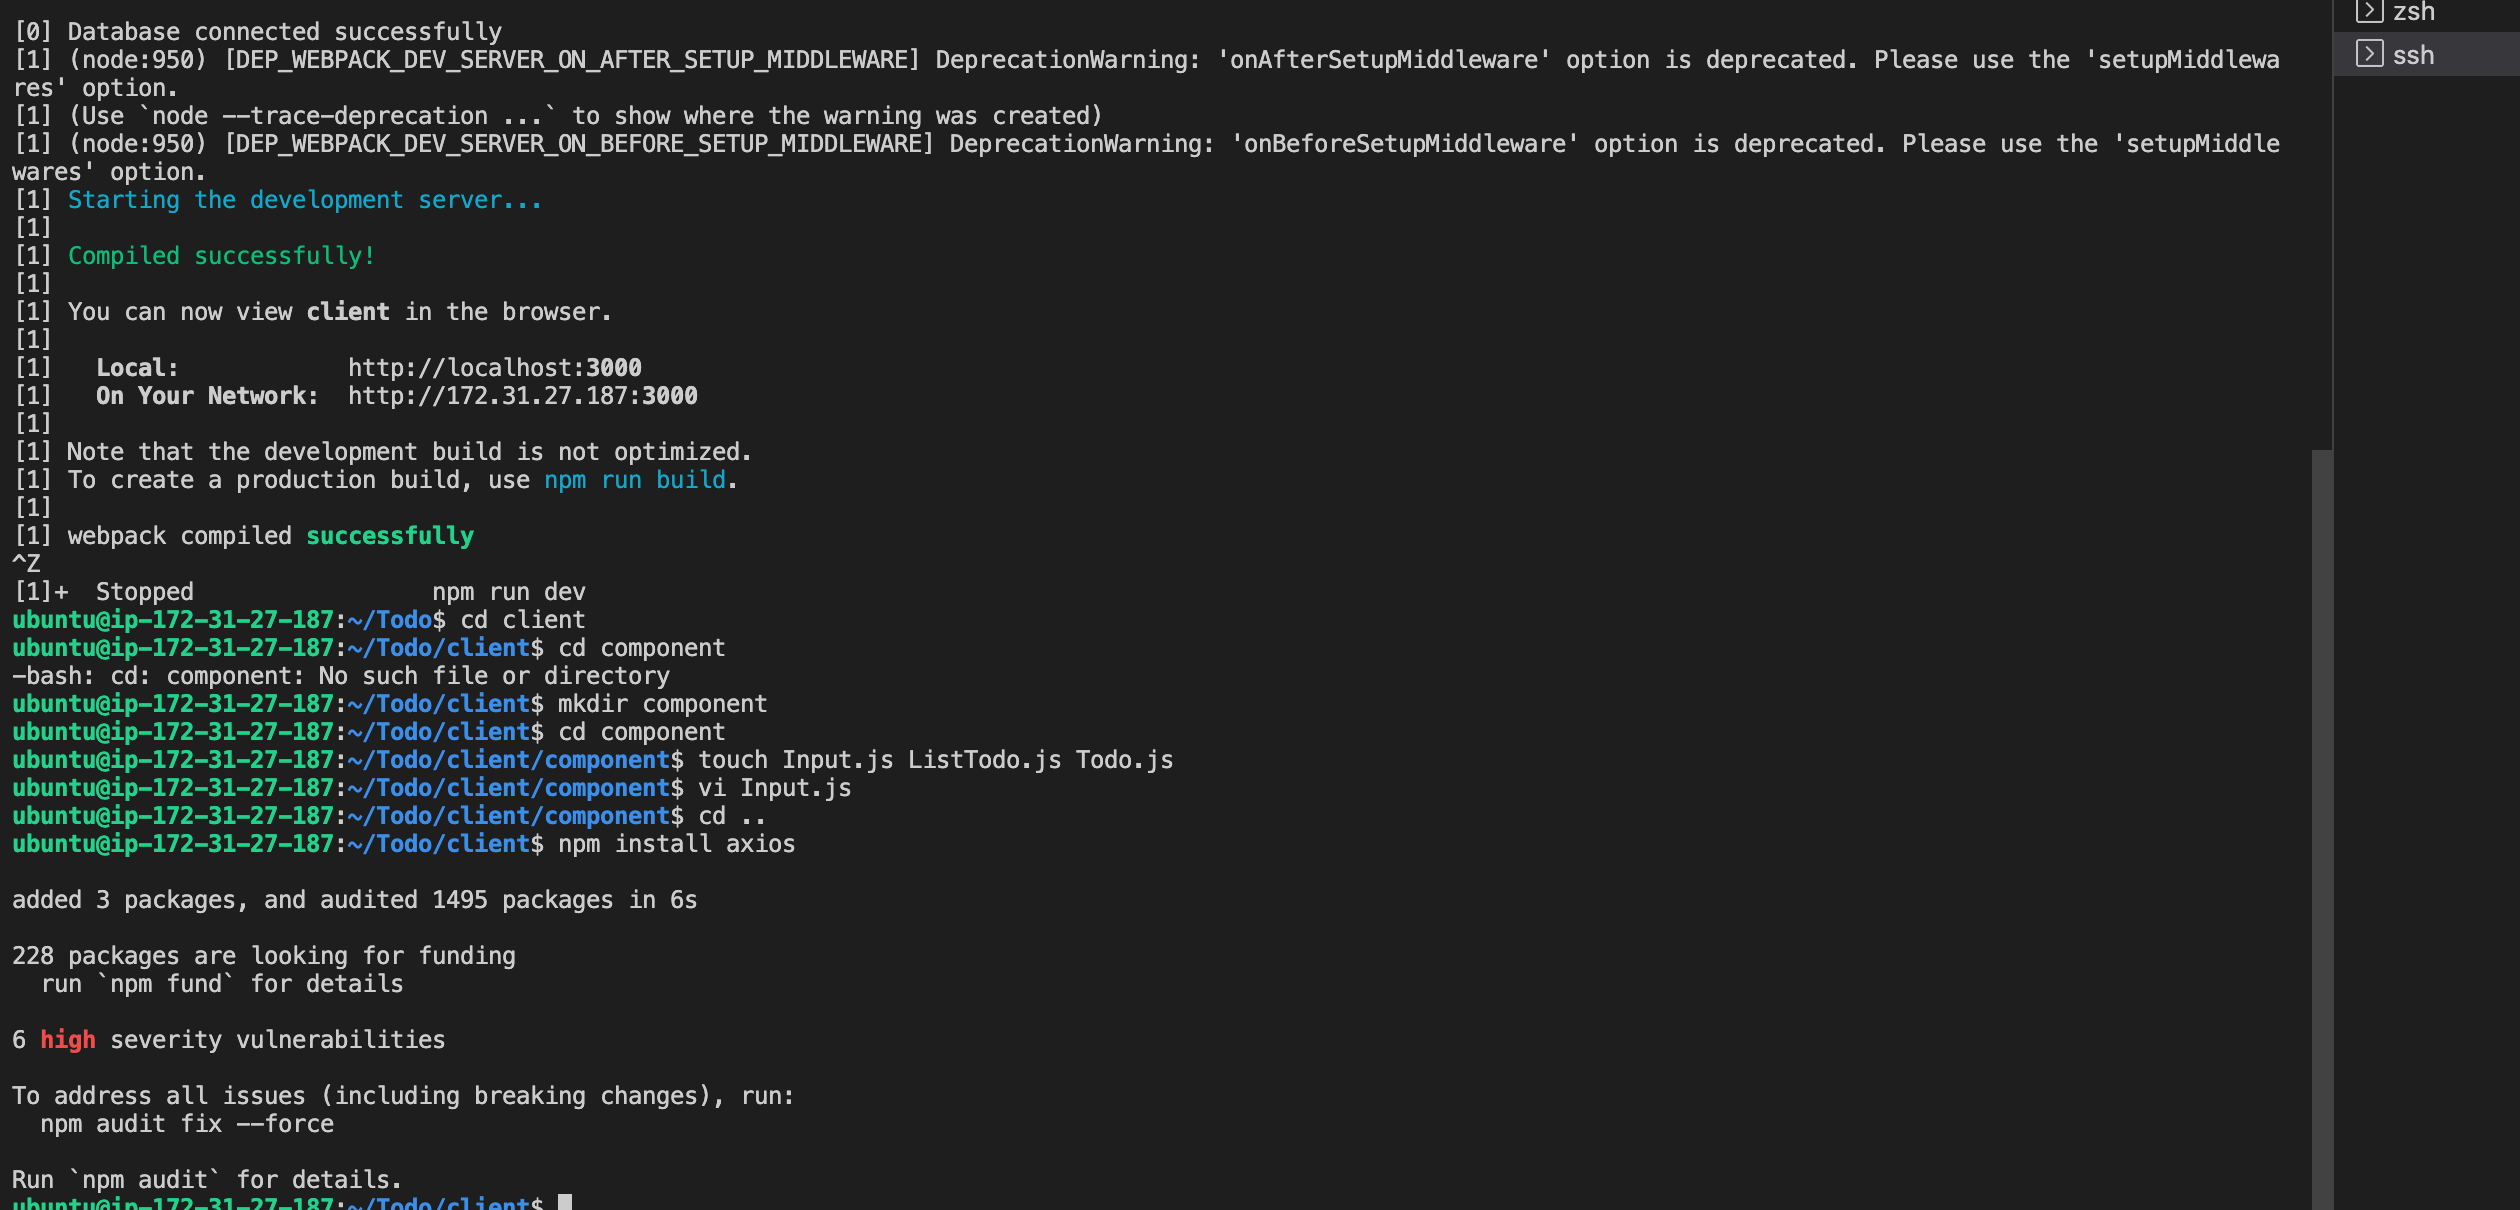 [0] Database connected successfully
[1] (node:950) [DEP_WEBPACK_DEV_SERVER_ON_AFTER_SETUP_MIDDLEWARE] DeprecationWarning: 'onAfterSetupMiddleware' option is deprecated. Please use the 'setupMiddlewa
res' option.
[1] (Use `node --trace-deprecation ...` to show where the warning was created)
[1] (node:950) [DEP_WEBPACK_DEV_SERVER_ON_BEFORE_SETUP_MIDDLEWARE] DeprecationWarning: 'onBeforeSetupMiddleware' option is deprecated. Please use the 'setupMiddle
wares' option.
[1] Starting the development server...
[1]
[1] Compiled successfully!
[1]
[1] You can now view client in the browser.
[1]
[1]   Local:            http://localhost:3000
[1]   On Your Network:  http://172.31.27.187:3000
[1]
[1] Note that the development build is not optimized.
[1] To create a production build, use npm run build.
[1]
[1] webpack compiled successfully
^Z
[1]+  Stopped                 npm run dev
ubuntu@ip-172-31-27-187:~/Todo$ cd client
ubuntu@ip-172-31-27-187:~/Todo/client$ cd component
-bash: cd: component: No such file or directory
ubuntu@ip-172-31-27-187:~/Todo/client$ mkdir component
ubuntu@ip-172-31-27-187:~/Todo/client$ cd component
ubuntu@ip-172-31-27-187:~/Todo/client/component$ touch Input.js ListTodo.js Todo.js
ubuntu@ip-172-31-27-187:~/Todo/client/component$ vi Input.js
ubuntu@ip-172-31-27-187:~/Todo/client/component$ cd ..
ubuntu@ip-172-31-27-187:~/Todo/client$ npm install axios
added 3 packages, and audited 1495 packages in 6s
228 packages are looking for funding
  run `npm fund` for details
6 high severity vulnerabilities
To address all issues (including breaking changes), run:
  npm audit fix --force
Run `npm audit` for details.
ubuntu@ip-172-31-27-187:~/Todo/client$
zsh
ssh